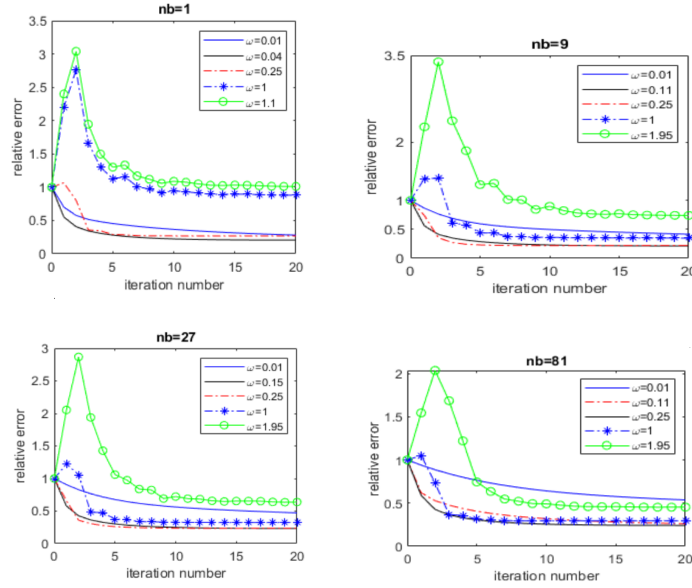 nb=1
3.5
3
2.5
2
1.5
1
0.5
0
relative error
ω=0.01
ω=0.04
ω=0.25
ω=1
ω=1.1
0 5 10 15 20
iteration number
nb=9
3.5
2
1
0.5
0
relative error
ω=0.01
ω=0.11
ω=0.25
ω=1
ω=1.95
0 5 10 15 20
iteration number
nb=27
3
2.5
2
1.5
1
0.5
0
relative error
ω=0.01
ω=0.15
ω=0.25
ω=1
ω=1.95
0 5 10 15 20
iteration number
nb=81
2
1.5
1
0.5
0
relative error
ω=0.01
ω=0.11
ω=0.25
ω=1
ω=1.95
0 5 10 15 20
iteration number